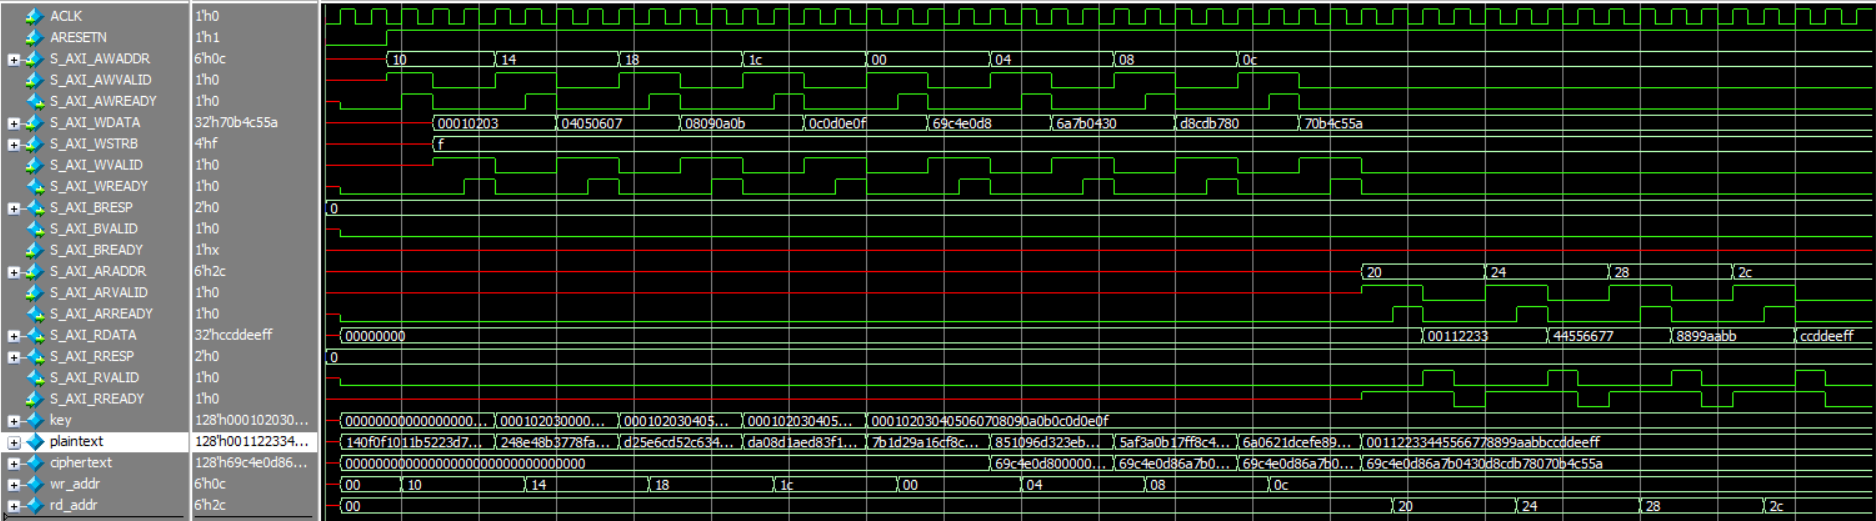 ACLK 1'h0
ARESETN 1'h1
S_AXI_AWADDR 6'h0c 10 14 18 1c 00 04 08 0c
S_AXI_AWVALID 1'h0
S_AXI_AWREADY 1'h0
S_AXI_WDATA 32'h70b4c55a 00010203 04050607 08090a0b 0c0d0e0f 69c4e0d8 6a7b0430 d8cdb780 70b4c55a
S_AXI_WSTRB 4'hf f
S_AXI_WVALID 1'h0
S_AXI_WREADY 1'h0
S_AXI_BRESP 2'h0 0
S_AXI_BVALID 1'h0
S_AXI_BREADY 1'hx
S_AXI_ARADDR 6'h2c 20 24 28 2c
S_AXI_ARVALID 1'h0
S_AXI_ARREADY 1'h0
S_AXI_RDATA 32'hccddeeff 00000000 00112233 44556677 8899aabb ccddeeff
S_AXI_RRESP 2'h0 0
S_AXI_RVALID 1'h0
S_AXI_RREADY 1'h0
key 128'h000102030... 00000000000000000... 000102030000... 000102030405... 000102030405... 000102030405060708090a0b0c0d0e0f
plaintext 128'h001122334... 140f0f1011b5223d7... 248e48b3778fa... d25e6cd52c634... da08d1aed83f1... 7b1d29a16cf8c... 851096d323eb... 5af3a0b17ff8c4... 6a0621dcefe89... 00112233445566778899aabbccddeeff
ciphertext 128'h69c4e0d86... 00000000000000000000000000000000 69c4e0d800000... 69c4e0d86a7b0... 69c4e0d86a7b0... 69c4e0d86a7b0430d8cdb78070b4c55a
wr_addr 6'h0c 00 10 14 18 1c 00 04 08 0c
rd_addr 6'h2c 00 20 24 28 2c